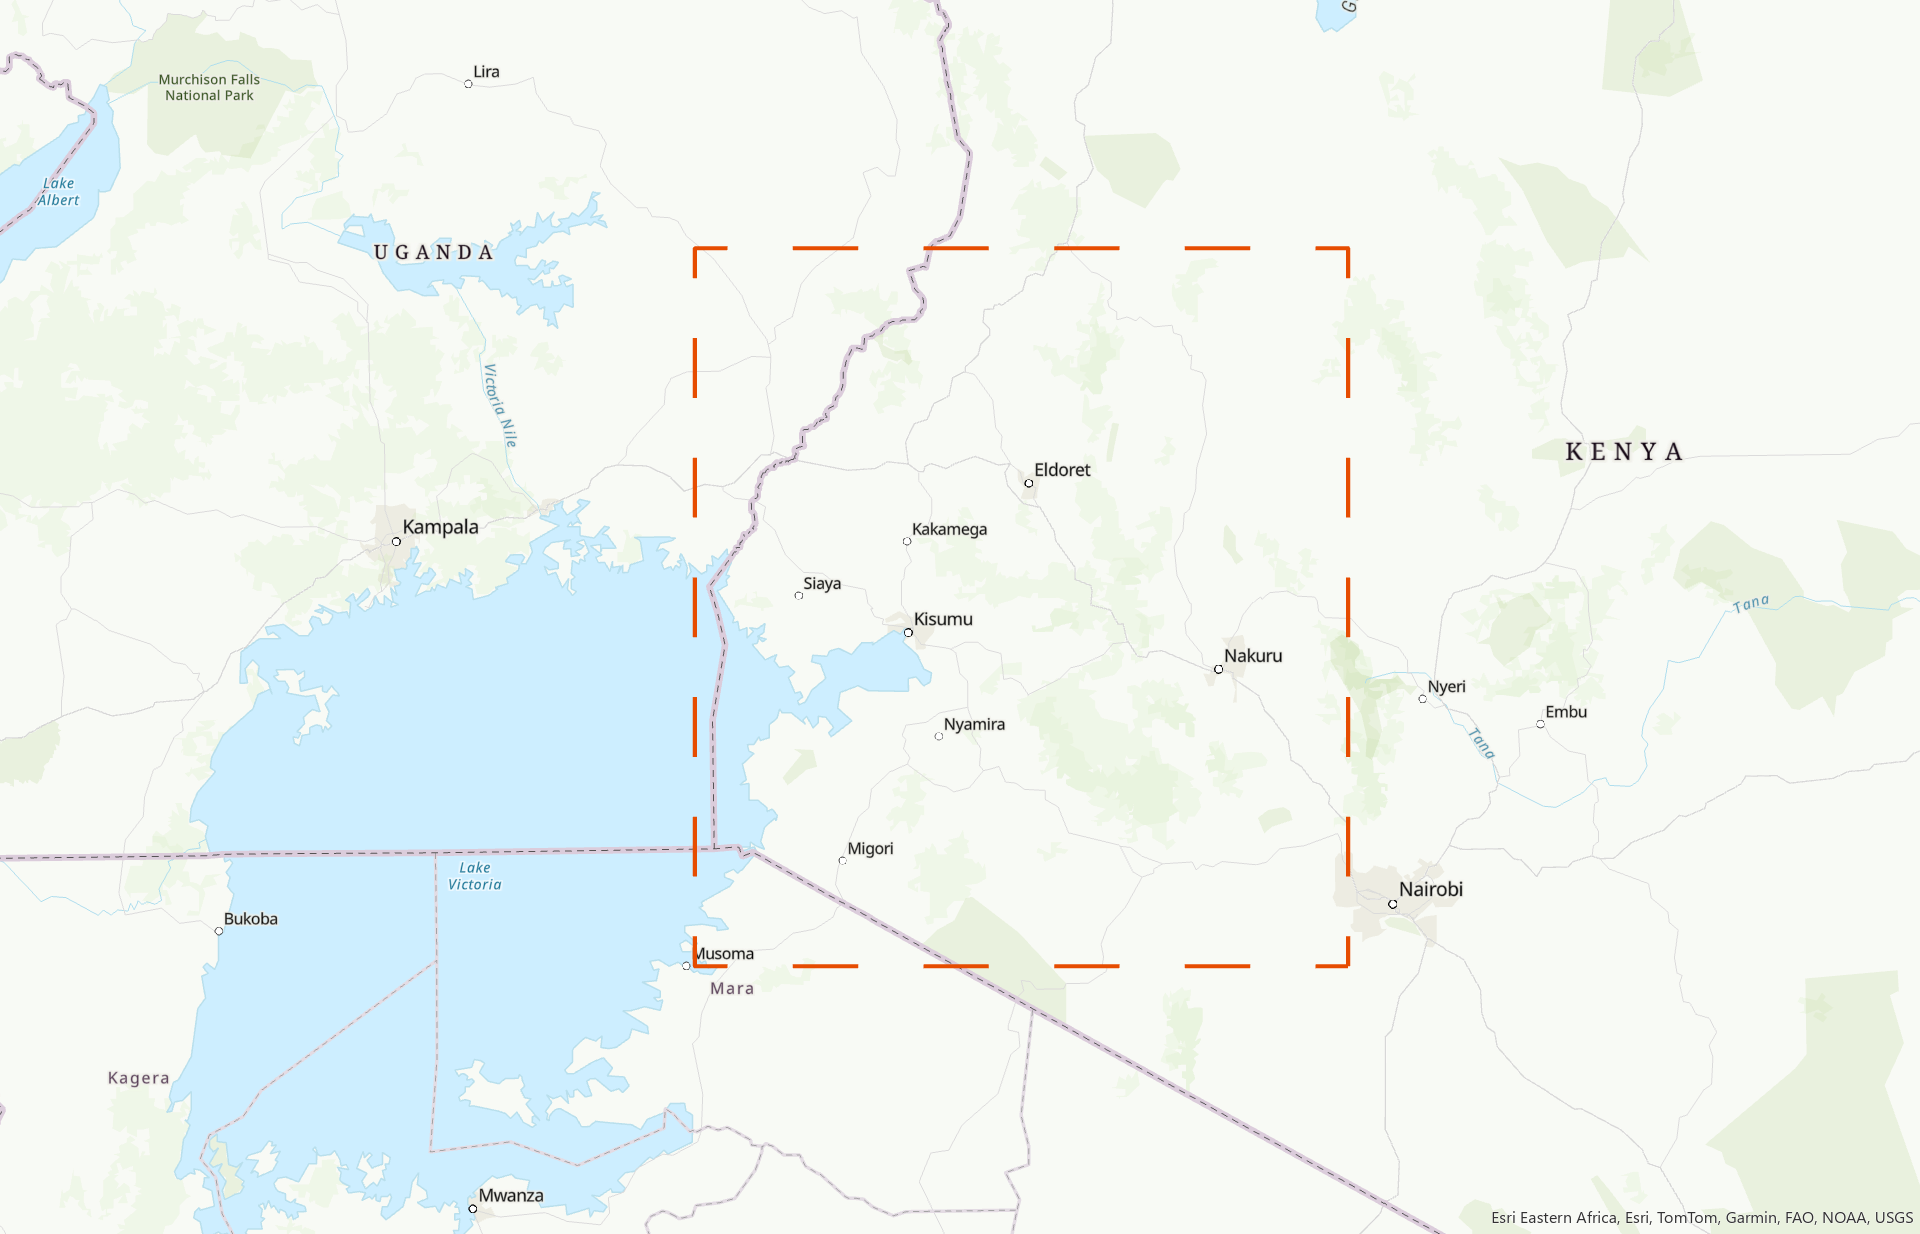 G
Lira
Murchison Falls
National Park
Lake
Albert
UGANDA
Victoria Nile
KENYA
Eldoret
Kampala
Kakamega
Siaya
Tana
Kisumu
Nakuru
Nyeri
Embu
Nyamira
Tana
Migori
Lake
Victoria
Nairobi
Bukoba
Musoma
Mara
Kagera
Mwanza
Esri Eastern Africa, Esri, TomTom, Garmin, FAO, NOAA, USGS